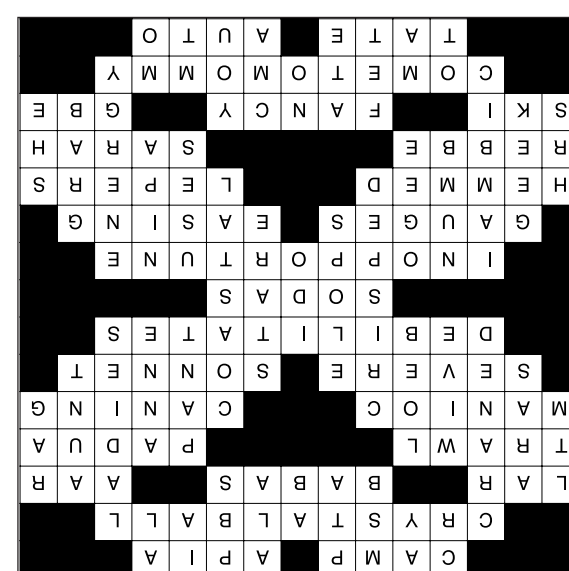 CAMP APIA
CRYSTALBALL
LAR BABAS AAR
TRAWL PADUA
MANIOC CANING
SEVERE SONNET
DEBILITATES
SODAS
INOPPORTUNE
GAUGES EASING
HEMMED LEPERS
REBBE SARAH
SKI FANCY GBE
COMETOMOMMY
TATE AUTO